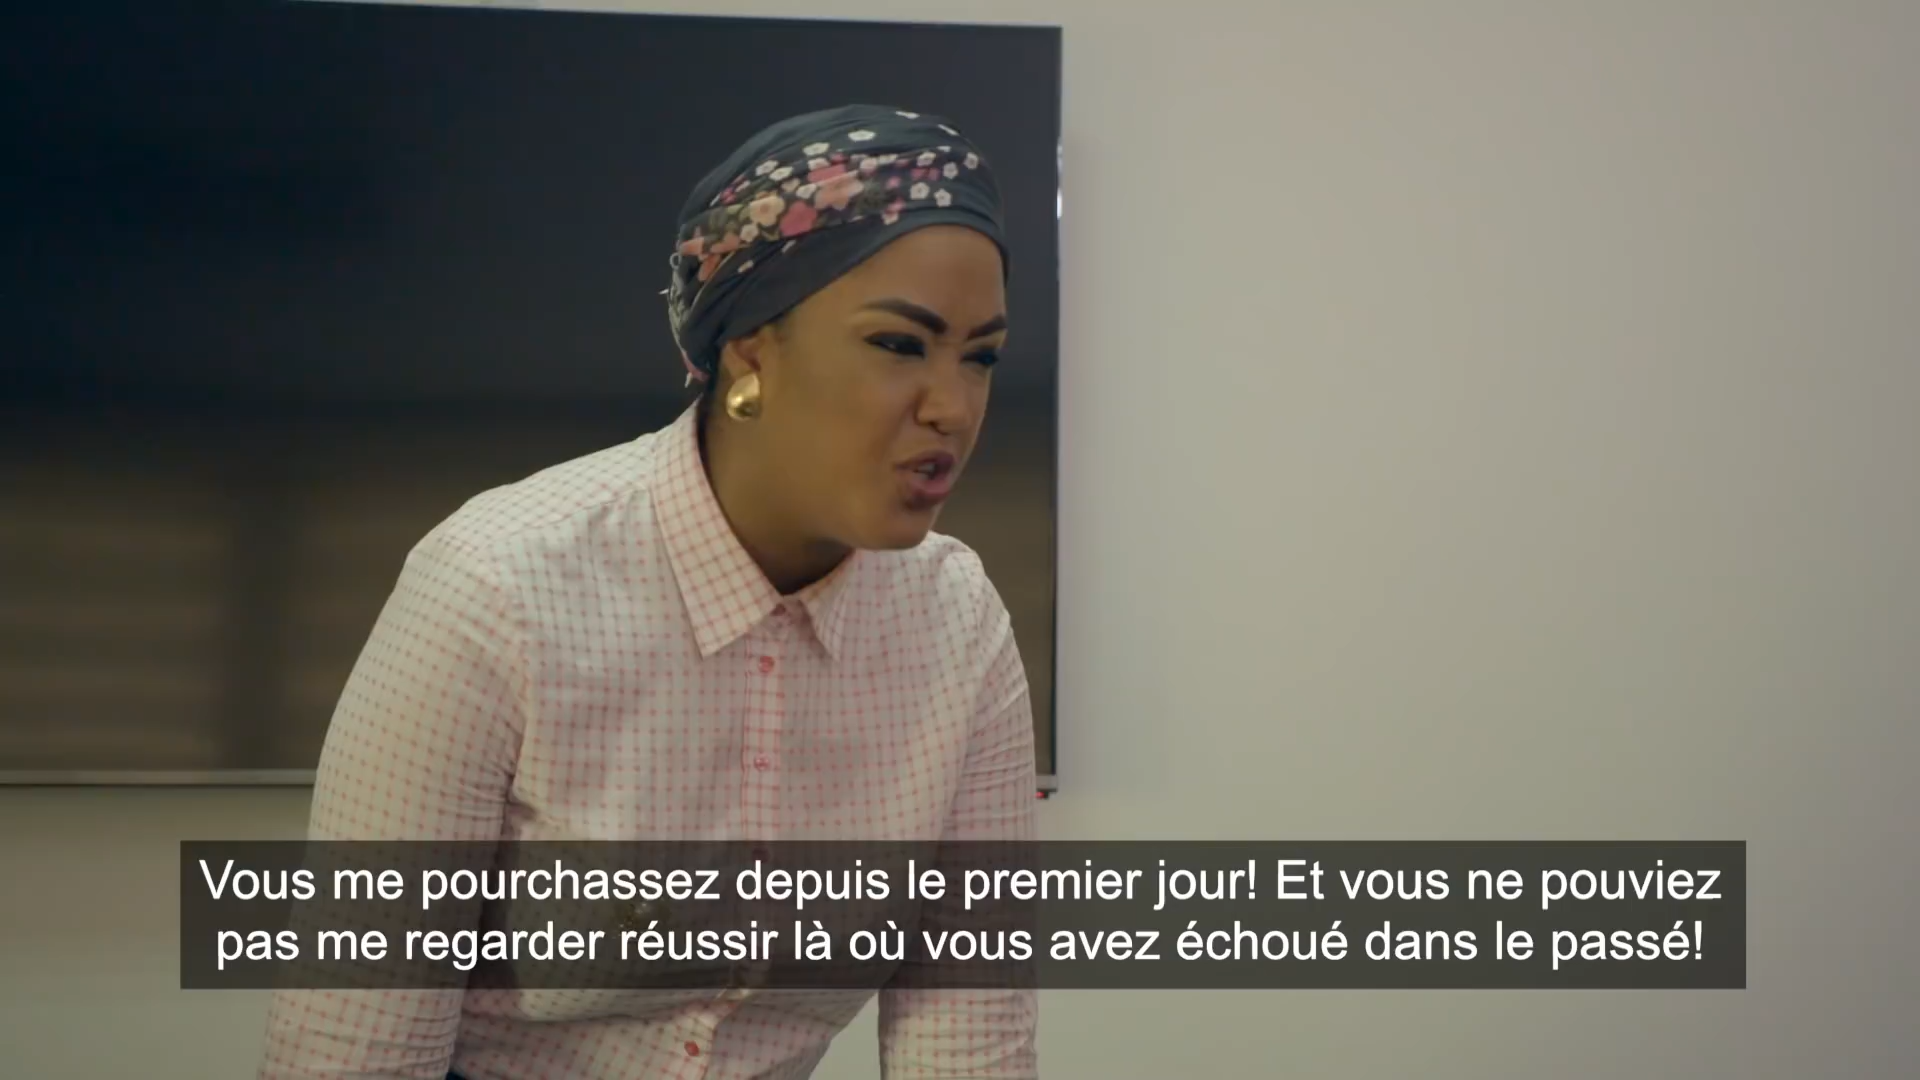 Vous me pourchassez depuis le premier jour! Et vous ne pouviez
pas me regarder réussir là où vous avez échoué dans le passé!